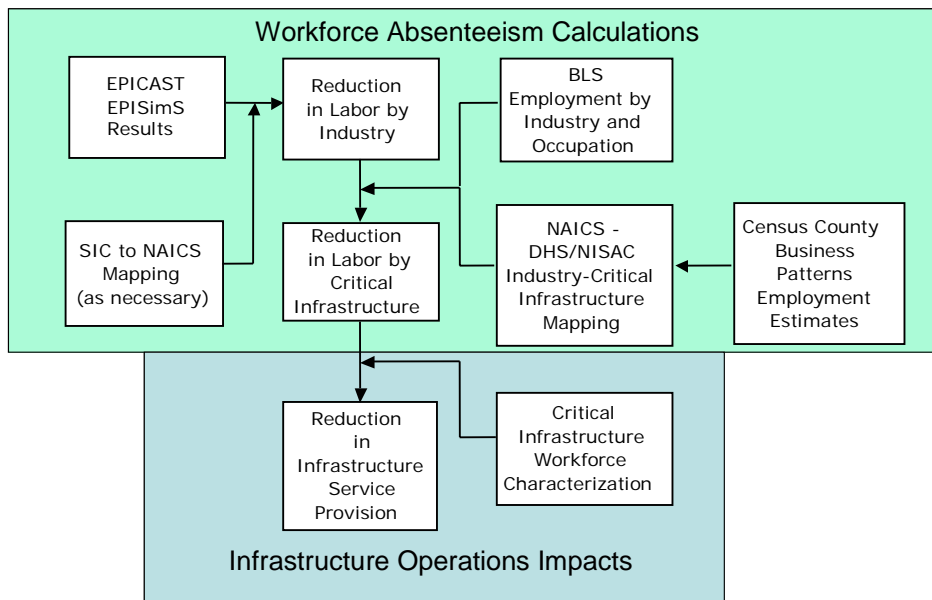 Workforce Absenteeism Calculations
EPICAST
EPISimS
Results
Reduction
in Labor by
Industry
BLS
Employment by
Industry and
Occupation
SIC to NAICS
Mapping
(as necessary)
Reduction
in Labor by
Critical
Infrastructure
NAICS -
DHS/NISAC
Industry-Critical
Infrastructure
Mapping
Census County
Business
Patterns
Employment
Estimates
Reduction
in
Infrastructure
Service
Provision
Critical
Infrastructure
Workforce
Characterization
Infrastructure Operations Impacts